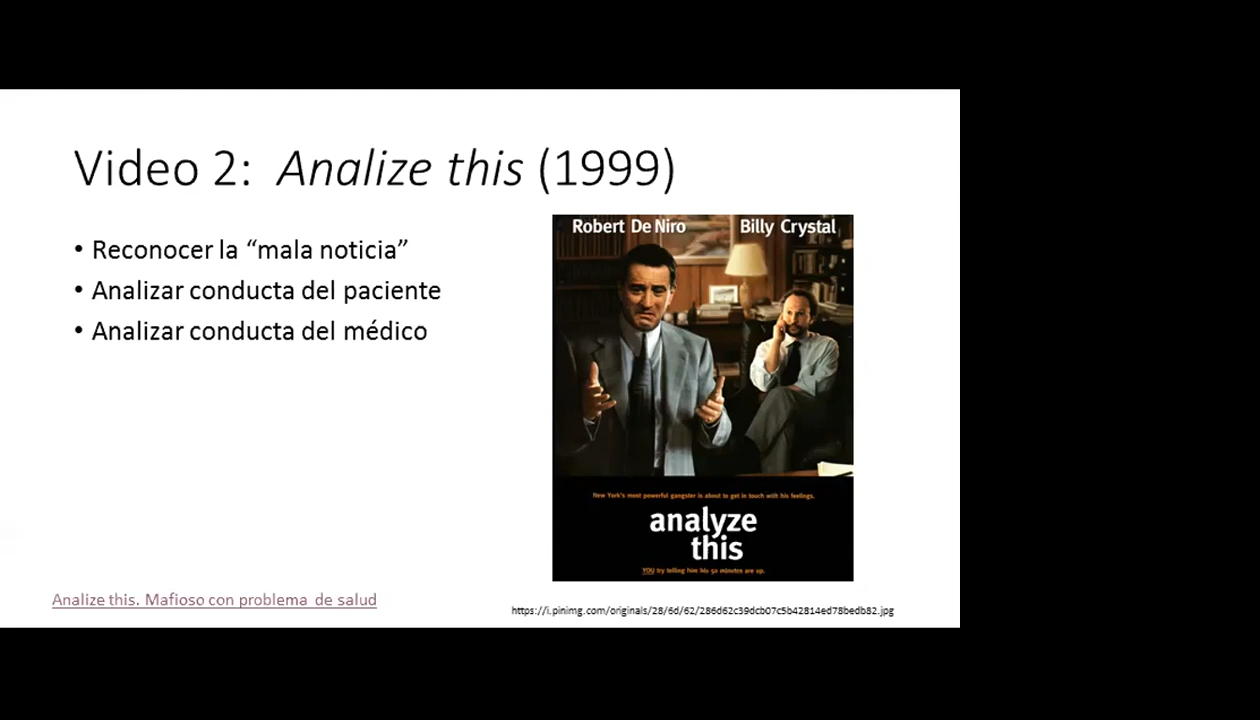 Video 2: Analize this (1999)
• Reconocer la “mala noticia”
• Analizar conducta del paciente
• Analizar conducta del médico
Robert De Niro Billy Crystal
New York's most powerful gangster is about to get in touch with his feelings.
analyze
this
YOU try telling him his 50 minutes are up.
Analize this. Mafioso con problema de salud
https://i.pinimg.com/originals/28/6d/62/286d62c39dcb07c5b42814ed78bedb82.jpg